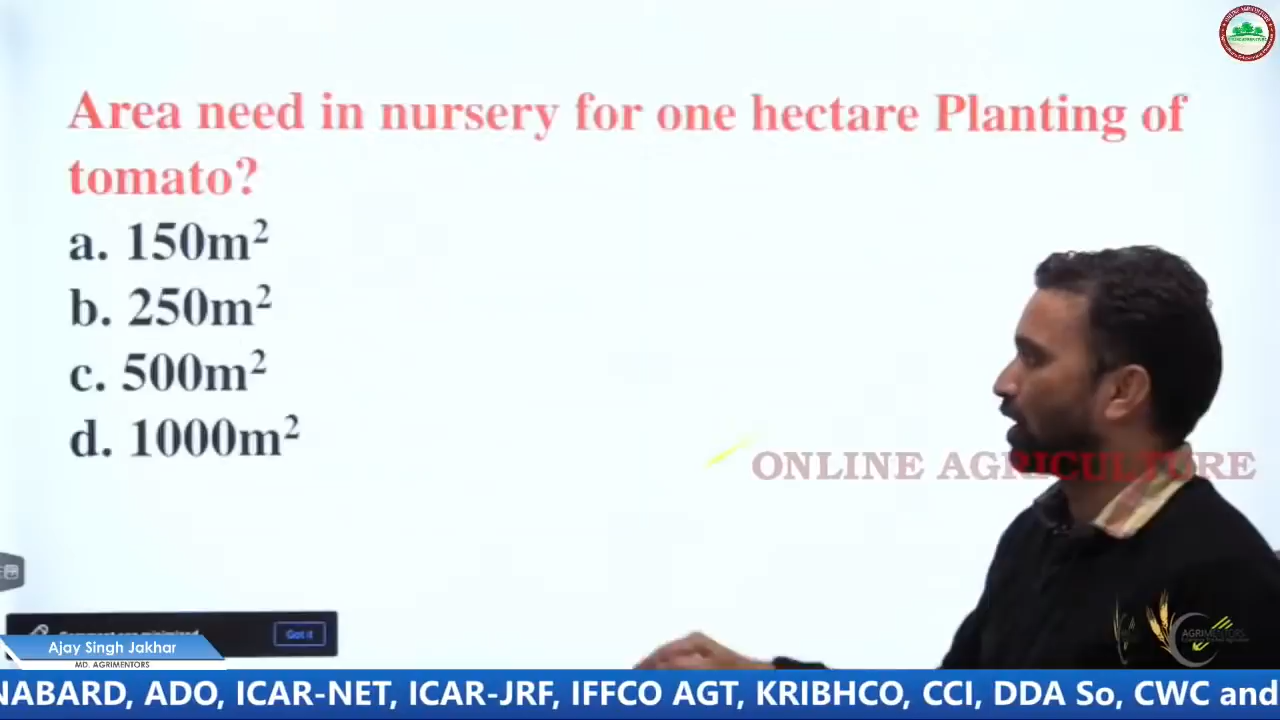 Area need in nursery for one hectare Planting of
tomato?
a. 150m²
b. 250m²
c. 500m²
d. 1000m²
ONLINE AGRICULTURE
Got it
Ajay Singh Jakhar
MD. AGRIMENTORS
AGRIMENTORS
NABARD, ADO, ICAR-NET, ICAR-JRF, IFFCO AGT, KRIBHCO, CCI, DDA So, CWC and